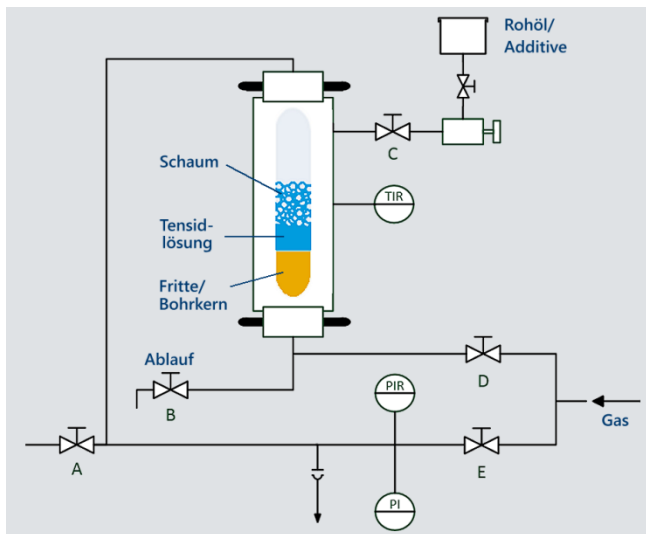 Rohöl/
Additive
C
Schaum
TIR
Tensid-
lösung
Fritte/
Bohrkern
Ablauf
B
D
PIR
Gas
A
E
PI